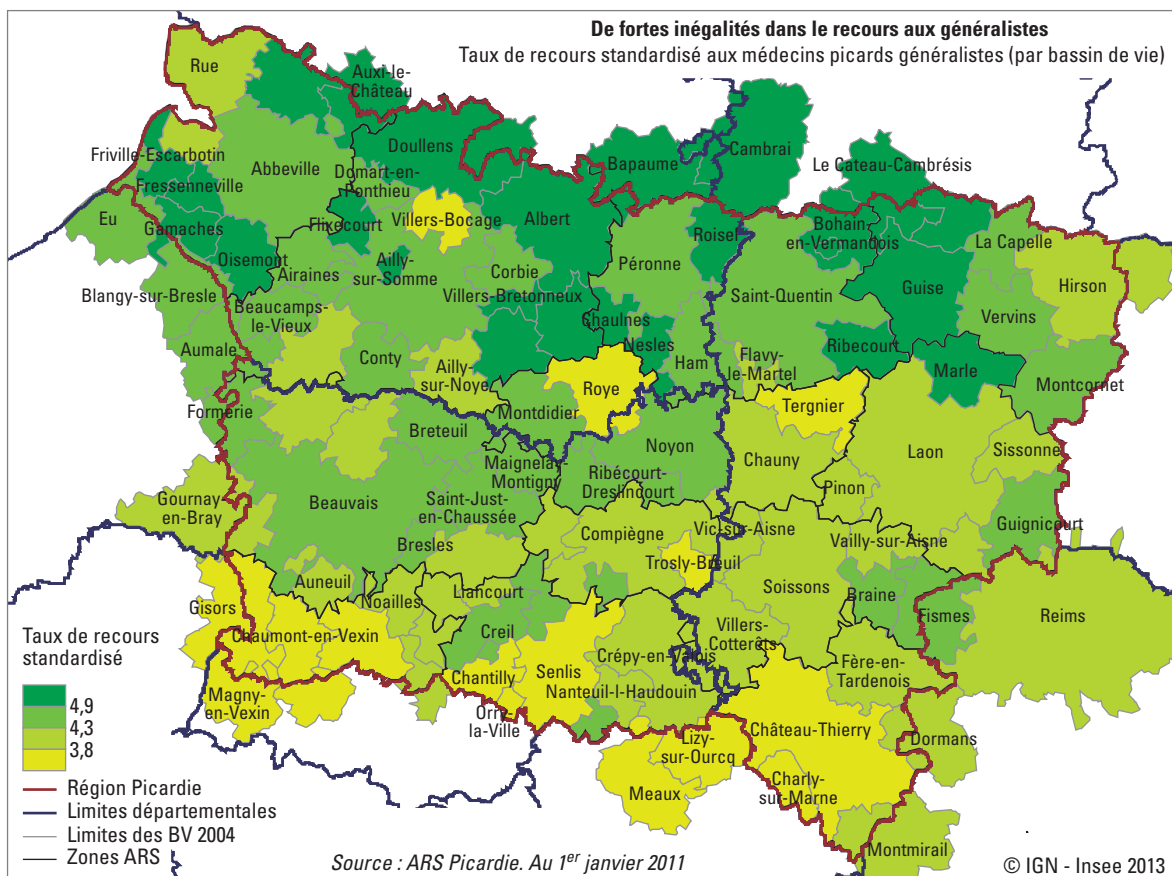 De fortes inégalités dans le recours aux généralistes
Taux de recours standardisé aux médecins picards généralistes (par bassin de vie)
Rue
Auxi-le-
Château
Doullens
Bapaume
Cambrai
Le Cateau-Cambrésis
Friville-Escarbotin
Abbeville
Domart-en-
Ponthieu
Fressenneville
Eu
Gamaches
Flixecourt
Villers-Bocage
Albert
Roisel
Bohain-
en-Vermandois
La Capelle
Hirson
Oisemont
Airaines
Ailly-
sur-Somme
Corbie
Péronne
Saint-Quentin
Guise
Vervins
Blangy-sur-Bresle
Beaucamps-
le-Vieux
Villers-Bretonneux
Chaulnes
Nesles
Ham
Flavy-
le-Martel
Ribecourt
Marle
Montcornet
Aumale
Conty
Ailly-
sur-Noye
Roye
Tergnier
Formerie
Montdidier
Breteuil
Noyon
Chauny
Laon
Sissonne
Maignelay-
Montigny
Ribécourt-
Dreslincourt
Pinon
Gournay-
en-Bray
Beauvais
Saint-Just-
en-Chaussée
Guignicourt
Bresles
Compiègne
Vic-sur-Aisne
Vailly-sur-Aisne
Trosly-Breuil
Auneuil
Noailles
Liancourt
Soissons
Braine
Fismes
Reims
Gisors
Chaumont-en-Vexin
Creil
Villers-
Cotterêts
Fère-en-
Tardenois
Crépy-en-Valois
Chantilly
Senlis
Nanteuil-l-Haudouin
Magny-
en-Vexin
Orry-
la-Ville
Château-Thierry
Lizy-
sur-Ourcq
Dormans
Meaux
Charly-
sur-Marne
Montmirail
Taux de recours
standardisé
4,9
4,3
3,8
Région Picardie
Limites départementales
Limites des BV 2004
Zones ARS
Source : ARS Picardie. Au 1er janvier 2011
© IGN - Insee 2013